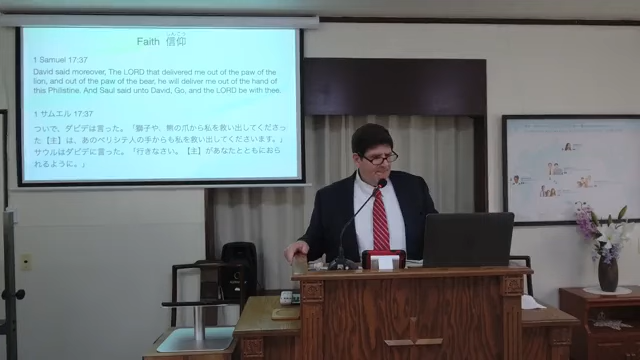 Faith 信仰
しんこう
1 Samuel 17:37
David said moreover, The LORD that delivered me out of the paw of the
lion, and out of the paw of the bear, he will deliver me out of the hand of
this Philistine. And Saul said unto David, Go, and the LORD be with thee.
1 サムエル 17:37
ついで、ダビデは言った。「獅子や、熊の爪から私を救い出してくださっ
た【主】は、あのペリシテ人の手からも私を救い出してくださいます。」
サウルはダビデに言った。「行きなさい。【主】があなたとともにおら
れるように。」